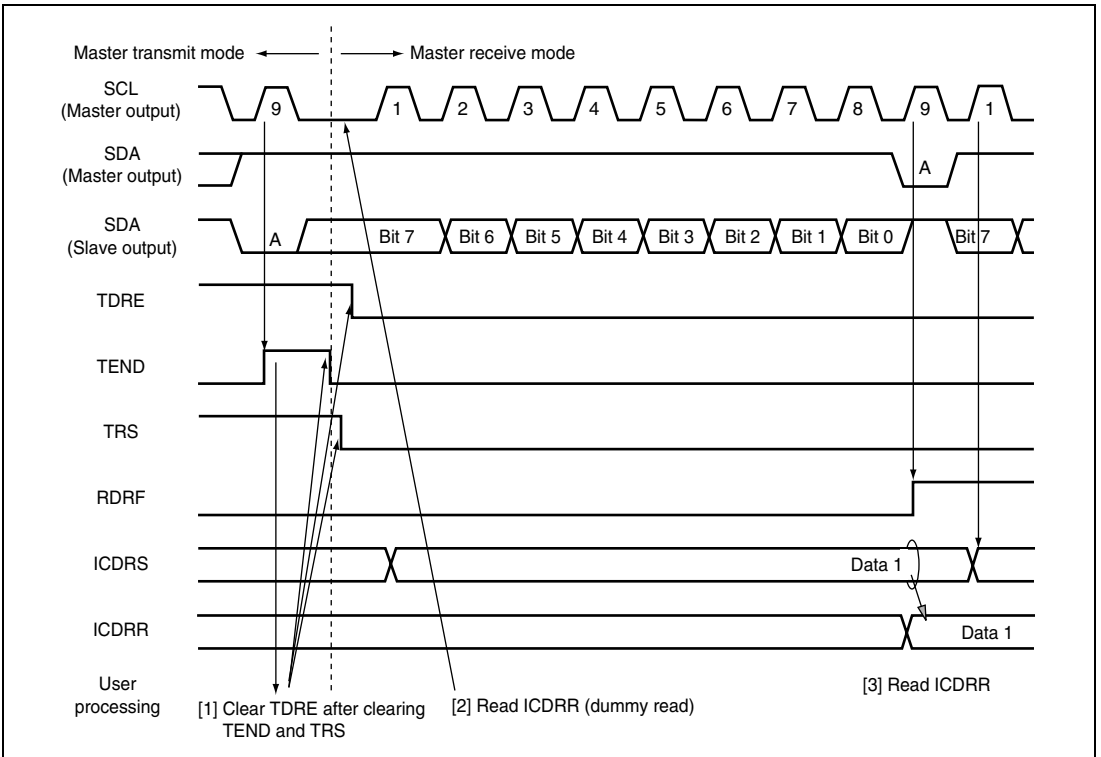 Master transmit mode
Master receive mode
SCL
(Master output)
9
1
2
3
4
5
6
7
8
9
1
SDA
(Master output)
A
SDA
(Slave output)
A
Bit 7
Bit 6
Bit 5
Bit 4
Bit 3
Bit 2
Bit 1
Bit 0
Bit 7
TDRE
TEND
TRS
RDRF
ICDRS
Data 1
ICDRR
Data 1
User
processing
[1] Clear TDRE after clearing
TEND and TRS
[2] Read ICDRR (dummy read)
[3] Read ICDRR